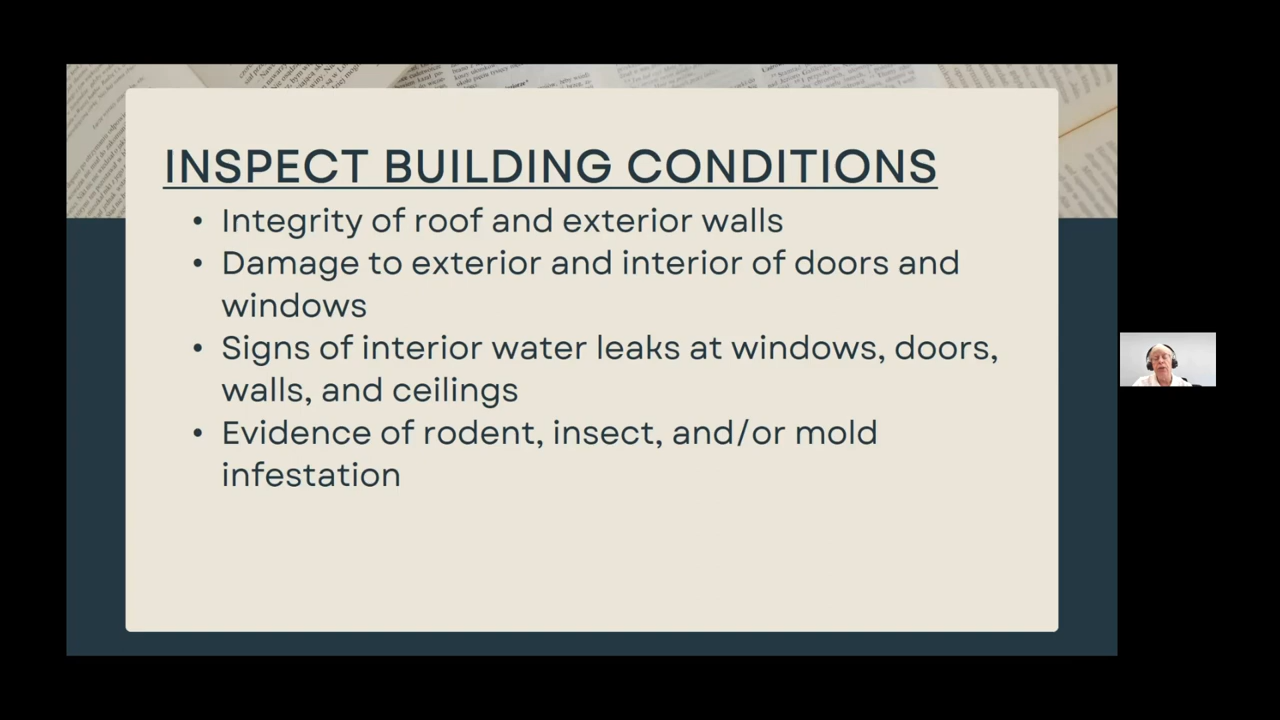 INSPECT BUILDING CONDITIONS
• Integrity of roof and exterior walls
• Damage to exterior and interior of doors and
windows
• Signs of interior water leaks at windows, doors,
walls, and ceilings
• Evidence of rodent, insect, and/or mold
infestation